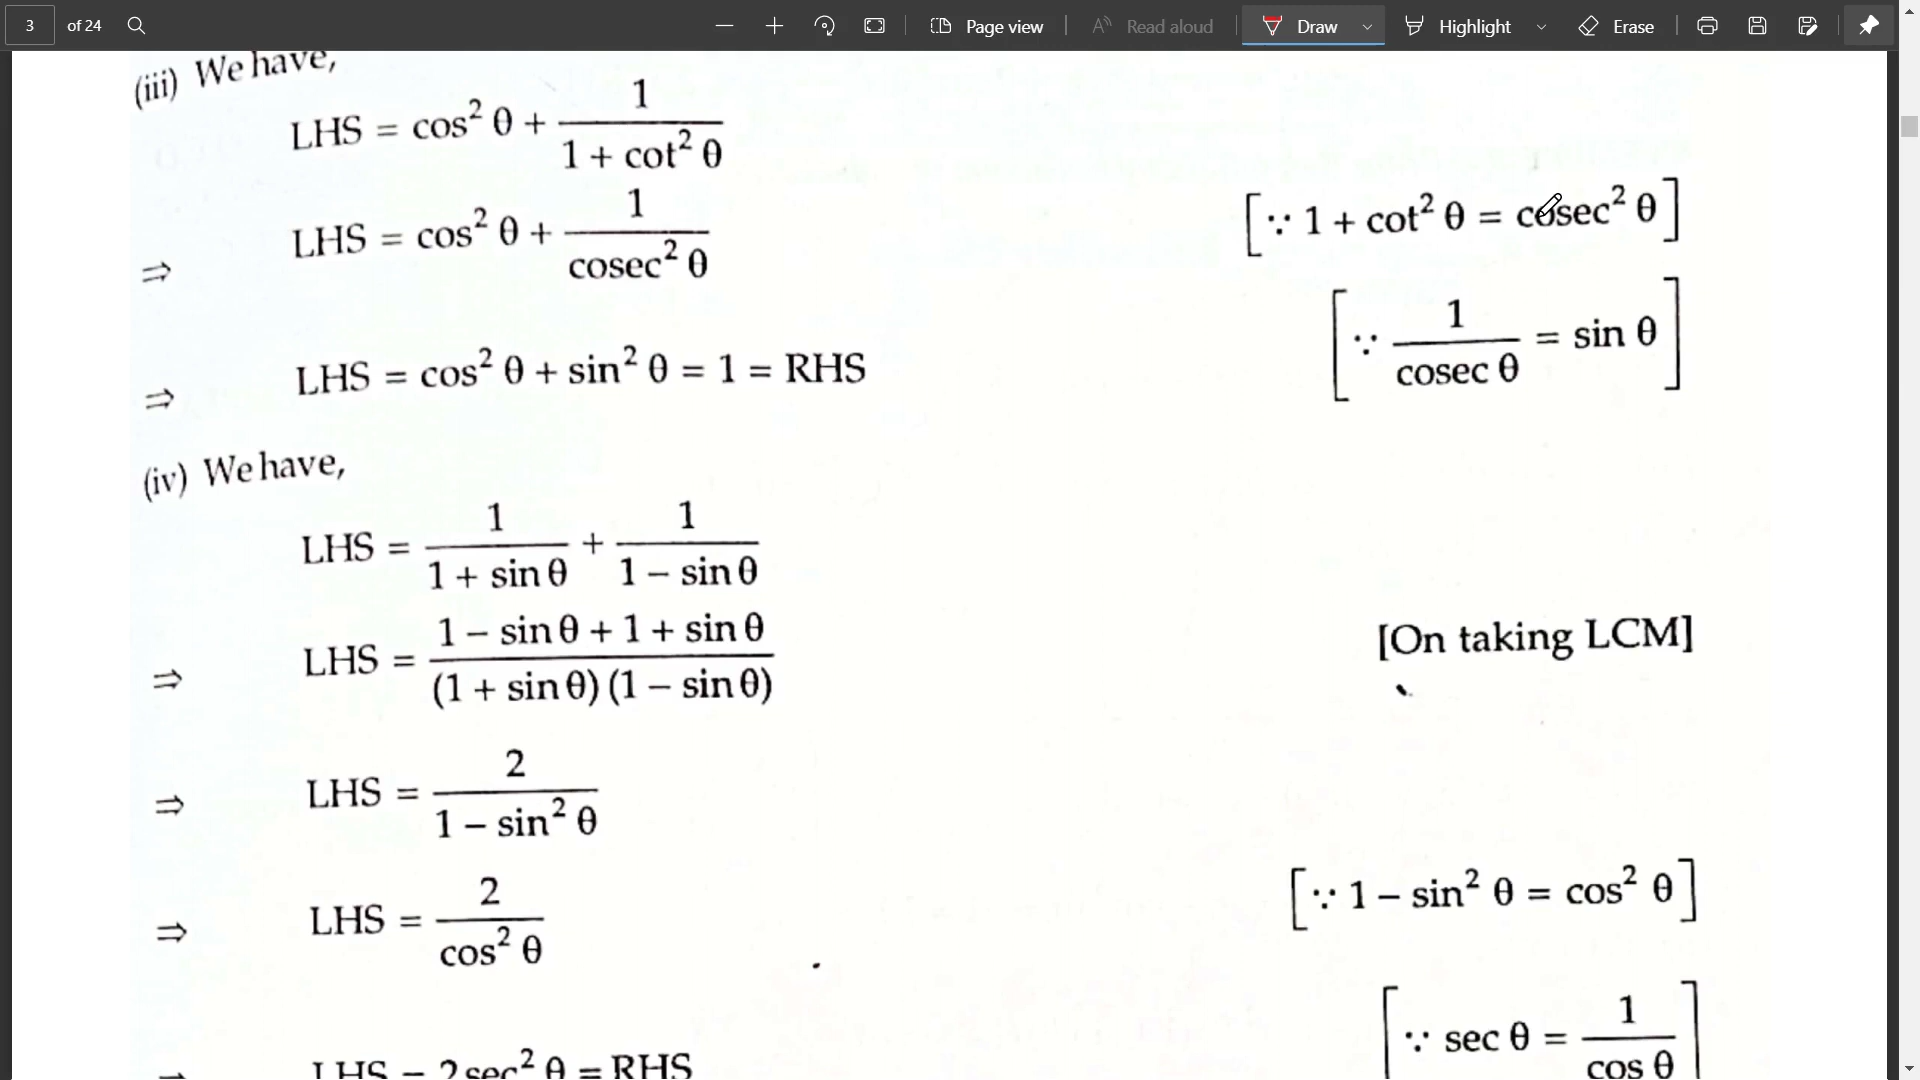 3 of 24 Page view Read aloud Draw Highlight Erase
(iii) We have,
LHS = cos² θ + 1 / (1 + cot² θ)
⇒ LHS = cos² θ + 1 / cosec² θ [∵ 1 + cot² θ = cosec² θ]
⇒ LHS = cos² θ + sin² θ = 1 = RHS [∵ 1 / cosec θ = sin θ]
(iv) We have,
LHS = 1 / (1 + sin θ) + 1 / (1 − sin θ)
⇒ LHS = (1 − sin θ + 1 + sin θ) / ((1 + sin θ) (1 − sin θ)) [On taking LCM]
⇒ LHS = 2 / (1 − sin² θ)
⇒ LHS = 2 / cos² θ [∵ 1 − sin² θ = cos² θ]
⇒ LHS = 2 sec² θ = RHS [∵ sec θ = 1 / cos θ]